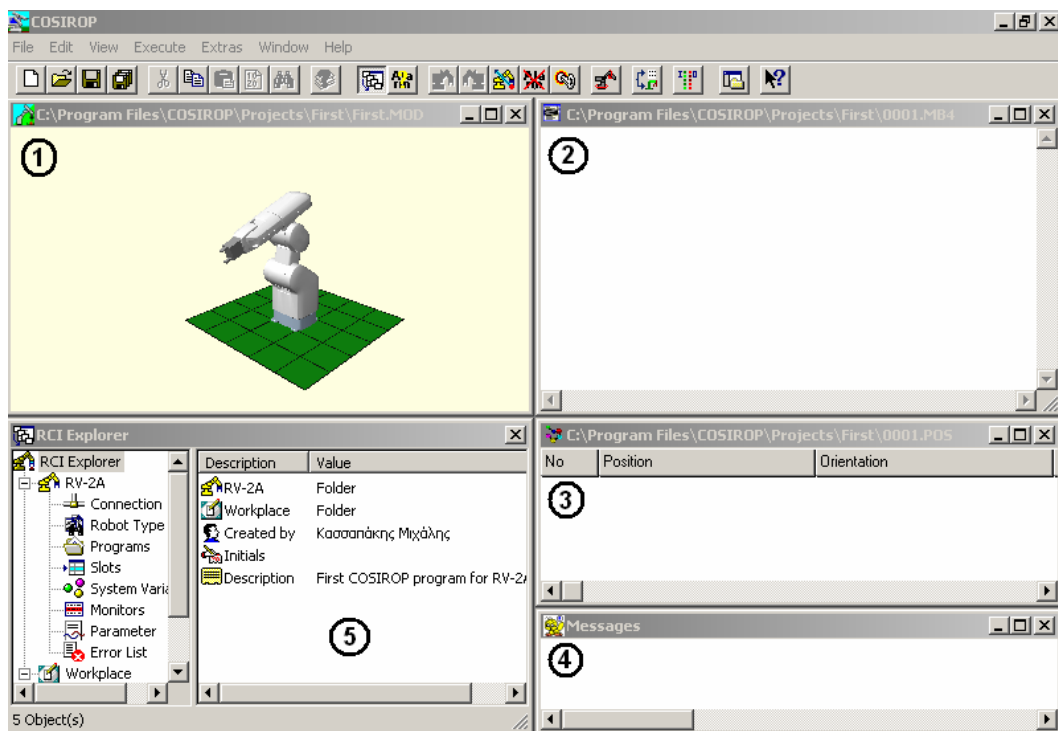 COSIROP
File Edit View Execute Extras Window Help
C:\Program Files\COSIROP\Projects\First\First.MOD
1
C:\Program Files\COSIROP\Projects\First\0001.MB4
2
RCI Explorer
RCI Explorer
RV-2A
Connection
Robot Type
Programs
Slots
System Varia
Monitors
Parameter
Error List
Workplace
Description Value
RV-2A Folder
Workplace Folder
Created by Κασσαπάκης Μιχάλης
Initials
Description First COSIROP program for RV-2A
5
5 Object(s)
C:\Program Files\COSIROP\Projects\First\0001.POS
No Position Orientation
3
Messages
4